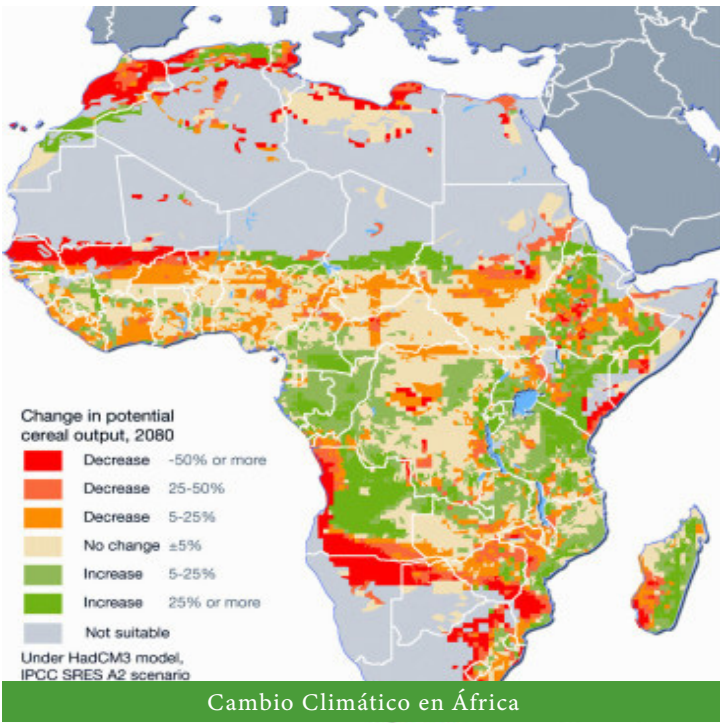 Change in potential
cereal output, 2080
Decrease -50% or more
Decrease 25-50%
Decrease 5-25%
No change ±5%
Increase 5-25%
Increase 25% or more
Not suitable
Under HadCM3 model,
IPCC SRES A2 scenario
Cambio Climático en África